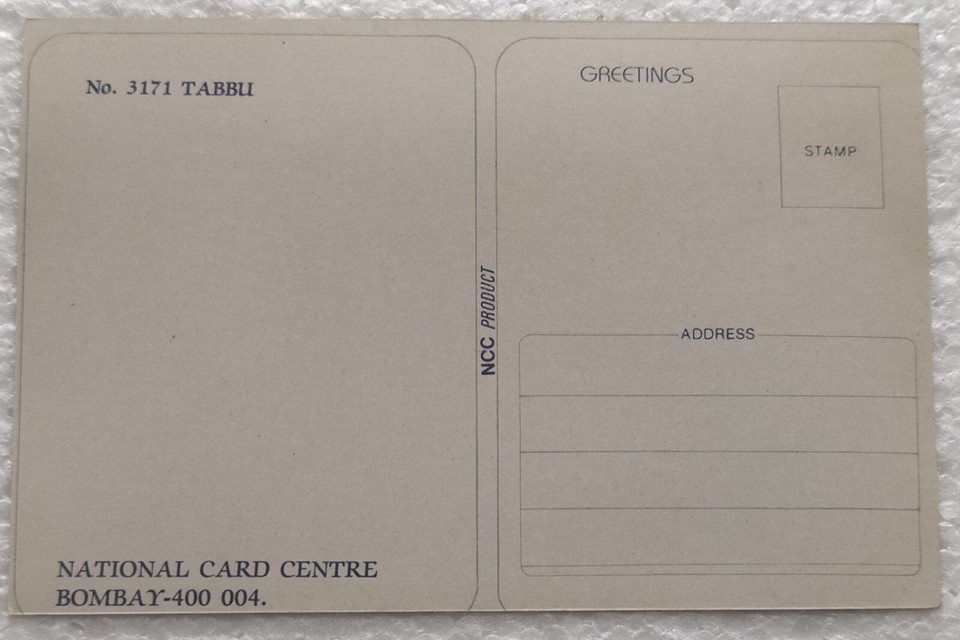 No. 3171 TABBU
NATIONAL CARD CENTRE
BOMBAY-400 004.
NCC PRODUCT
GREETINGS
STAMP
ADDRESS